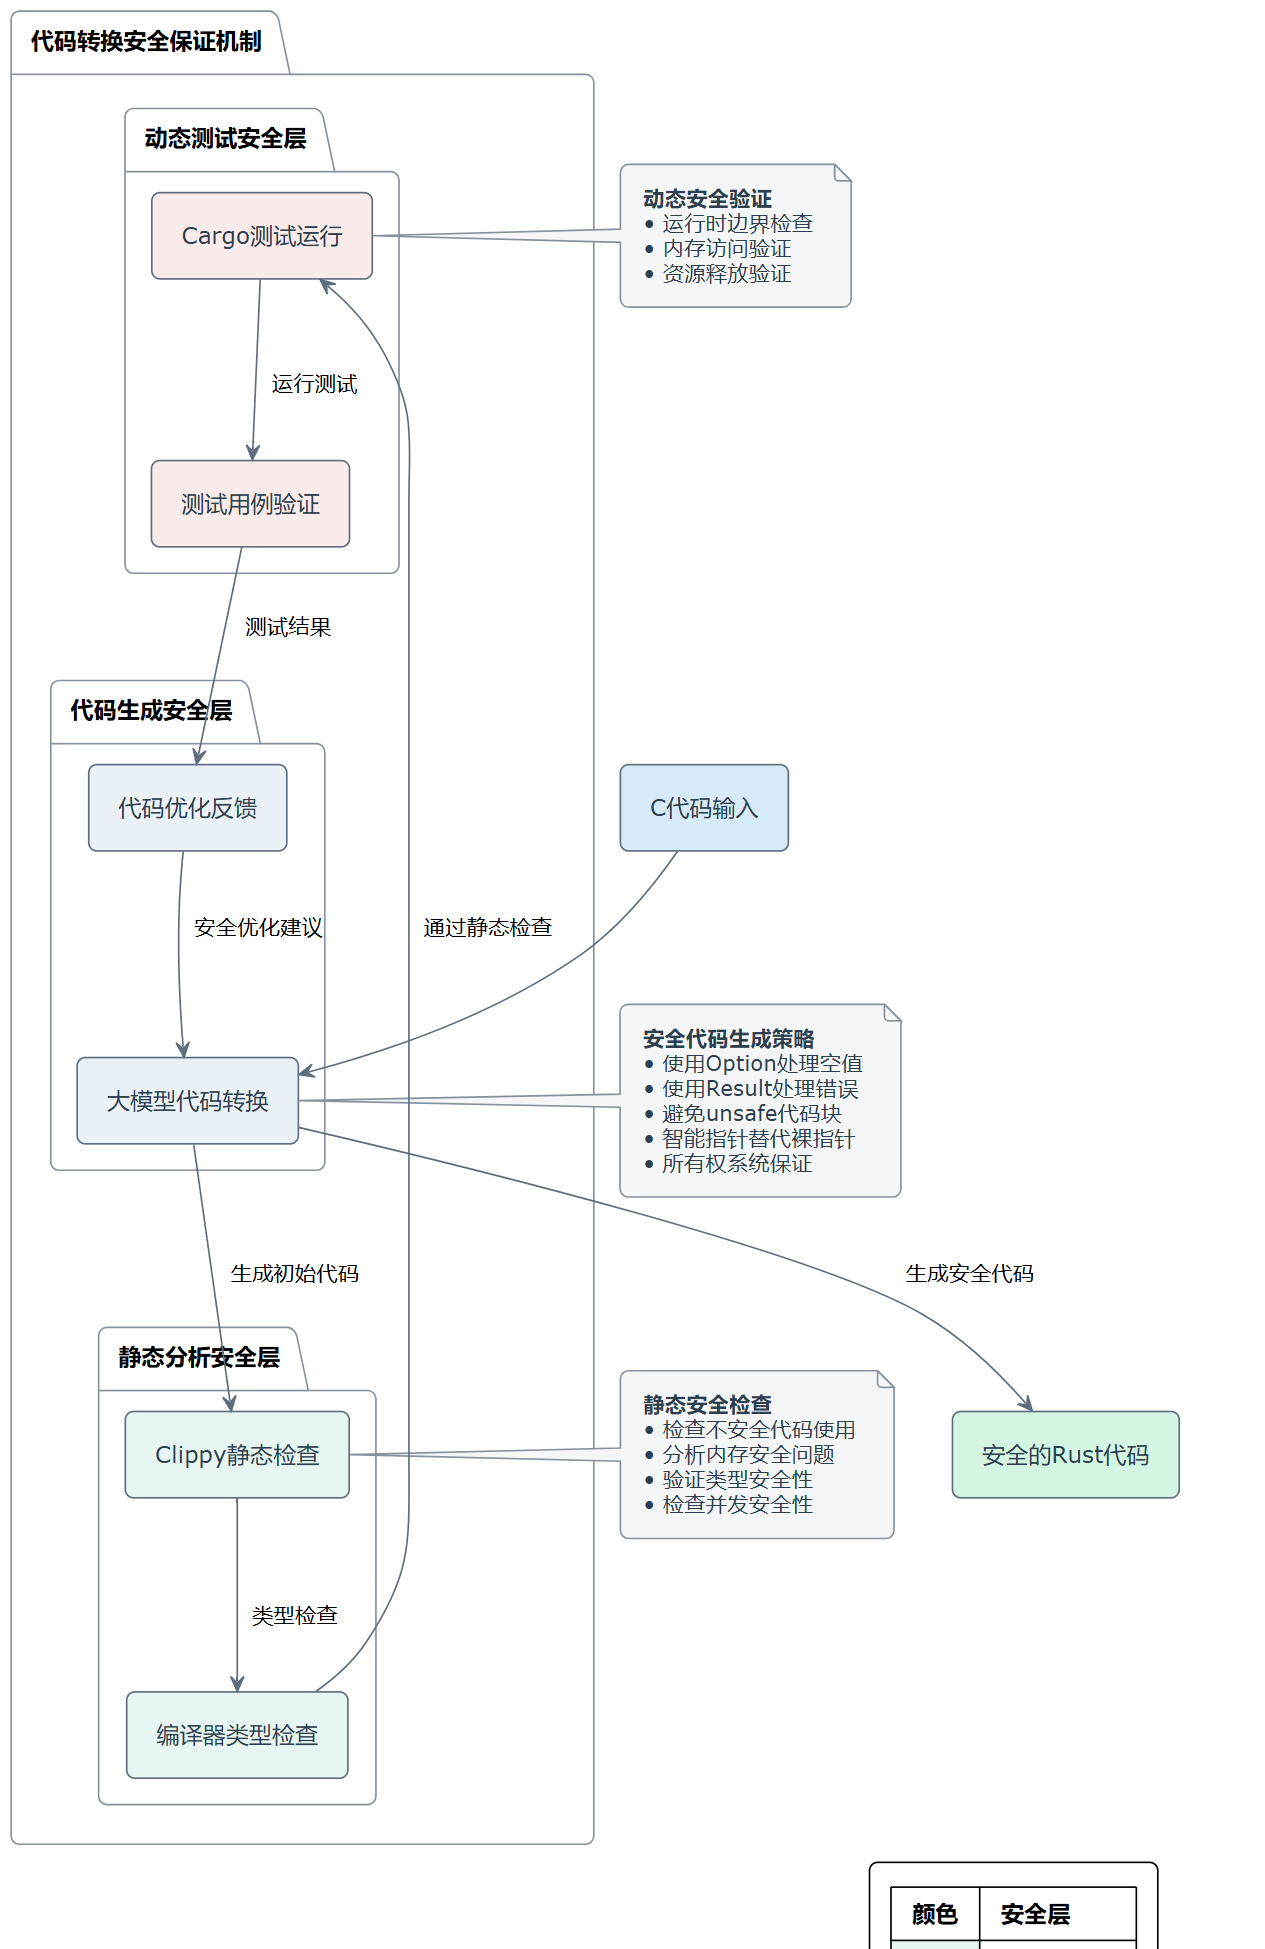 代码转换安全保证机制
动态测试安全层
Cargo测试运行
动态安全验证
• 运行时边界检查
• 内存访问验证
• 资源释放验证
运行测试
测试用例验证
测试结果
代码生成安全层
代码优化反馈
C代码输入
安全优化建议
通过静态检查
大模型代码转换
安全代码生成策略
• 使用Option处理空值
• 使用Result处理错误
• 避免unsafe代码块
• 智能指针替代裸指针
• 所有权系统保证
生成初始代码
生成安全代码
静态分析安全层
Clippy静态检查
静态安全检查
• 检查不安全代码使用
• 分析内存安全问题
• 验证类型安全性
• 检查并发安全性
安全的Rust代码
类型检查
编译器类型检查
颜色 安全层